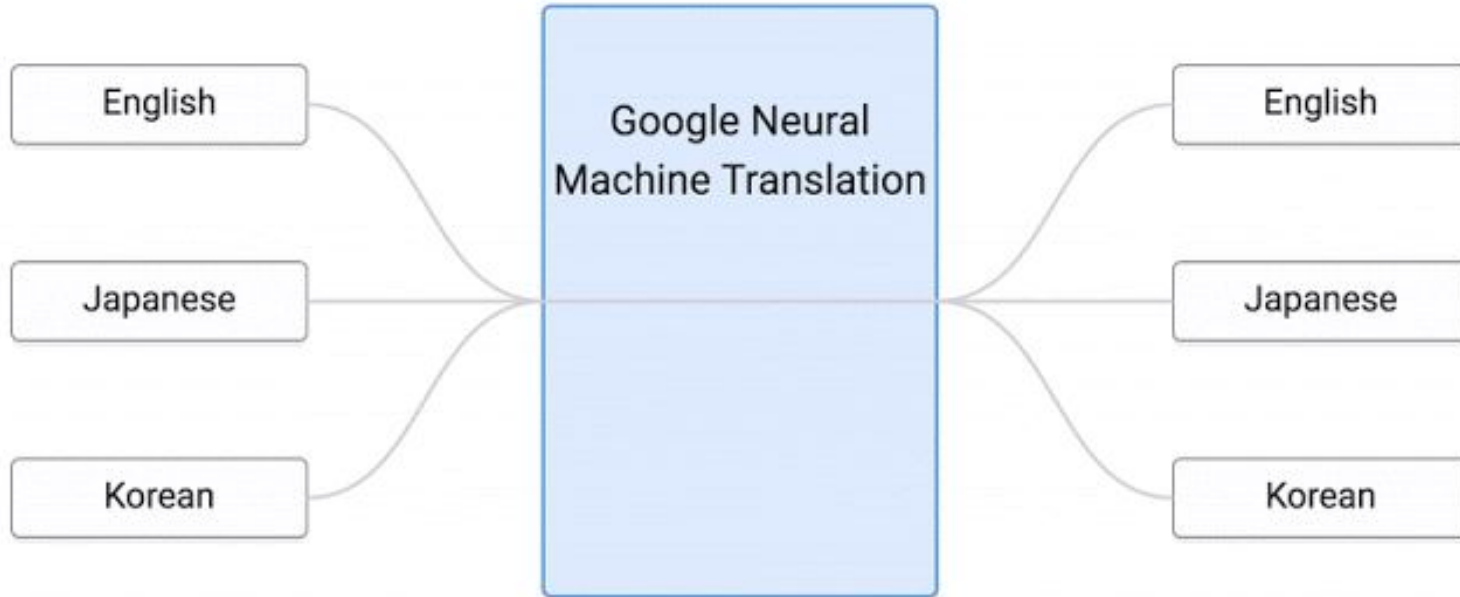 English
Japanese
Korean
Google Neural
Machine Translation
English
Japanese
Korean